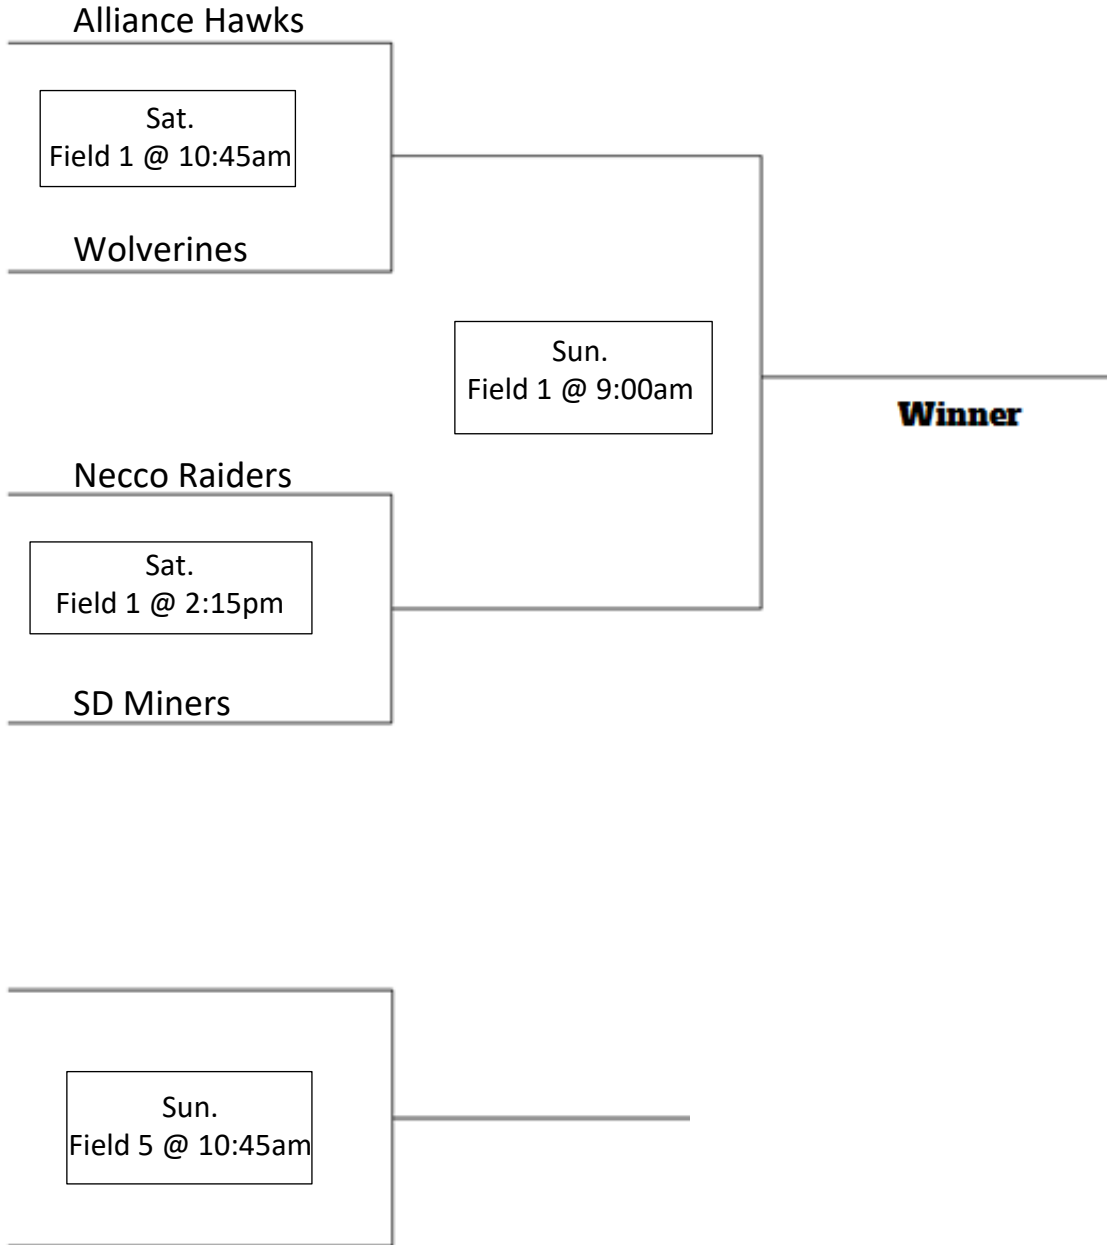 Alliance Hawks
Sat.
Field 1 @ 10:45am
Wolverines
Sun.
Field 1 @ 9:00am
Winner
Necco Raiders
Sat.
Field 1 @ 2:15pm
SD Miners
Sun.
Field 5 @ 10:45am